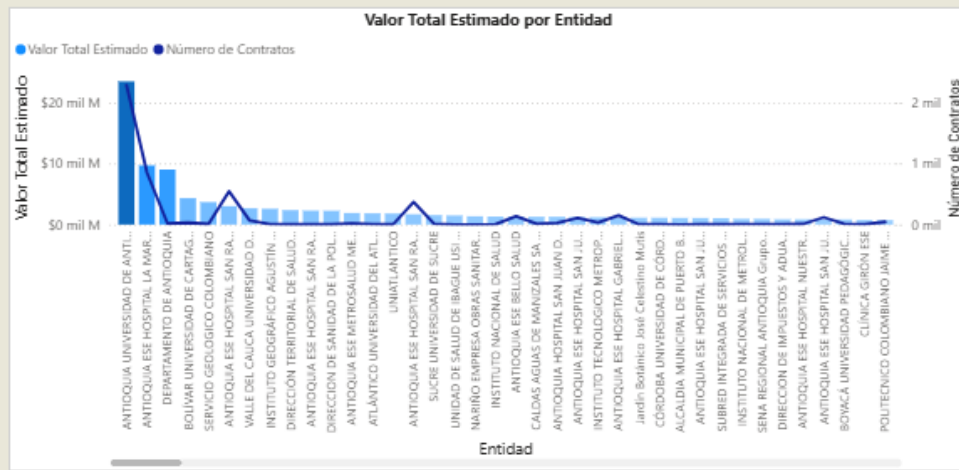 Valor Total Estimado por Entidad
Valor Total Estimado Número de Contratos
Valor Total Estimado
$20 mil M
$10 mil M
$0 mil M
2 mil
1 mil
0 mil
Número de Contratos
ANTIOQUIA UNIVERSIDAD DE ANTI...
ANTIOQUIA ESE HOSPITAL LA MAR...
DEPARTAMENTO DE ANTIOQUIA
BOLÍVAR UNIVERSIDAD DE CARTAG...
SERVICIO GEOLOGICO COLOMBIANO
ANTIOQUIA ESE HOSPITAL SAN RA...
VALLE DEL CAUCA UNIVERSIDAD D...
INSTITUTO GEOGRÁFICO AGUSTÍN ...
DIRECCIÓN TERRITORIAL DE SALUD...
ANTIOQUIA ESE HOSPITAL SAN RA...
DIRECCION DE SANIDAD DE LA POL...
ANTIOQUIA ESE METROSALUD ME...
ATLÁNTICO UNIVERSIDAD DEL ATL...
UNIATLANTICO
ANTIOQUIA ESE HOSPITAL SAN RA...
SUCRE UNIVERSIDAD DE SUCRE
UNIDAD DE SALUD DE IBAGUE USI ...
NARIÑO EMPRESA OBRAS SANITAR...
INSTITUTO NACIONAL DE SALUD
ANTIOQUIA ESE BELLO SALUD
CALDAS AGUAS DE MANIZALES SA ...
ANTIOQUIA HOSPITAL SAN JUAN D...
ANTIOQUIA ESE HOSPITAL SAN JU...
INSTITUTO TECNOLOGICO METROP...
ANTIOQUIA ESE HOSPITAL GABRIEL...
Jardín Botánico José Celestino Mutis
CÓRDOBA UNIVERSIDAD DE CÓRD...
ALCALDIA MUNICIPAL DE PUERTO B...
ANTIOQUIA ESE HOSPITAL SAN JU...
SUBRED INTEGRADA DE SERVICIOS ...
INSTITUTO NACIONAL DE METROL...
SENA REGIONAL ANTIOQUIA Grupo...
DIRECCION DE IMPUESTOS Y ADUA...
ANTIOQUIA ESE HOSPITAL NUESTR...
ANTIOQUIA ESE HOSPITAL SAN JU...
BOYACÁ UNIVERSIDAD PEDAGOGIC...
CLÍNICA GIRÓN ESE
POLITECNICO COLOMBIANO JAIME...
Entidad